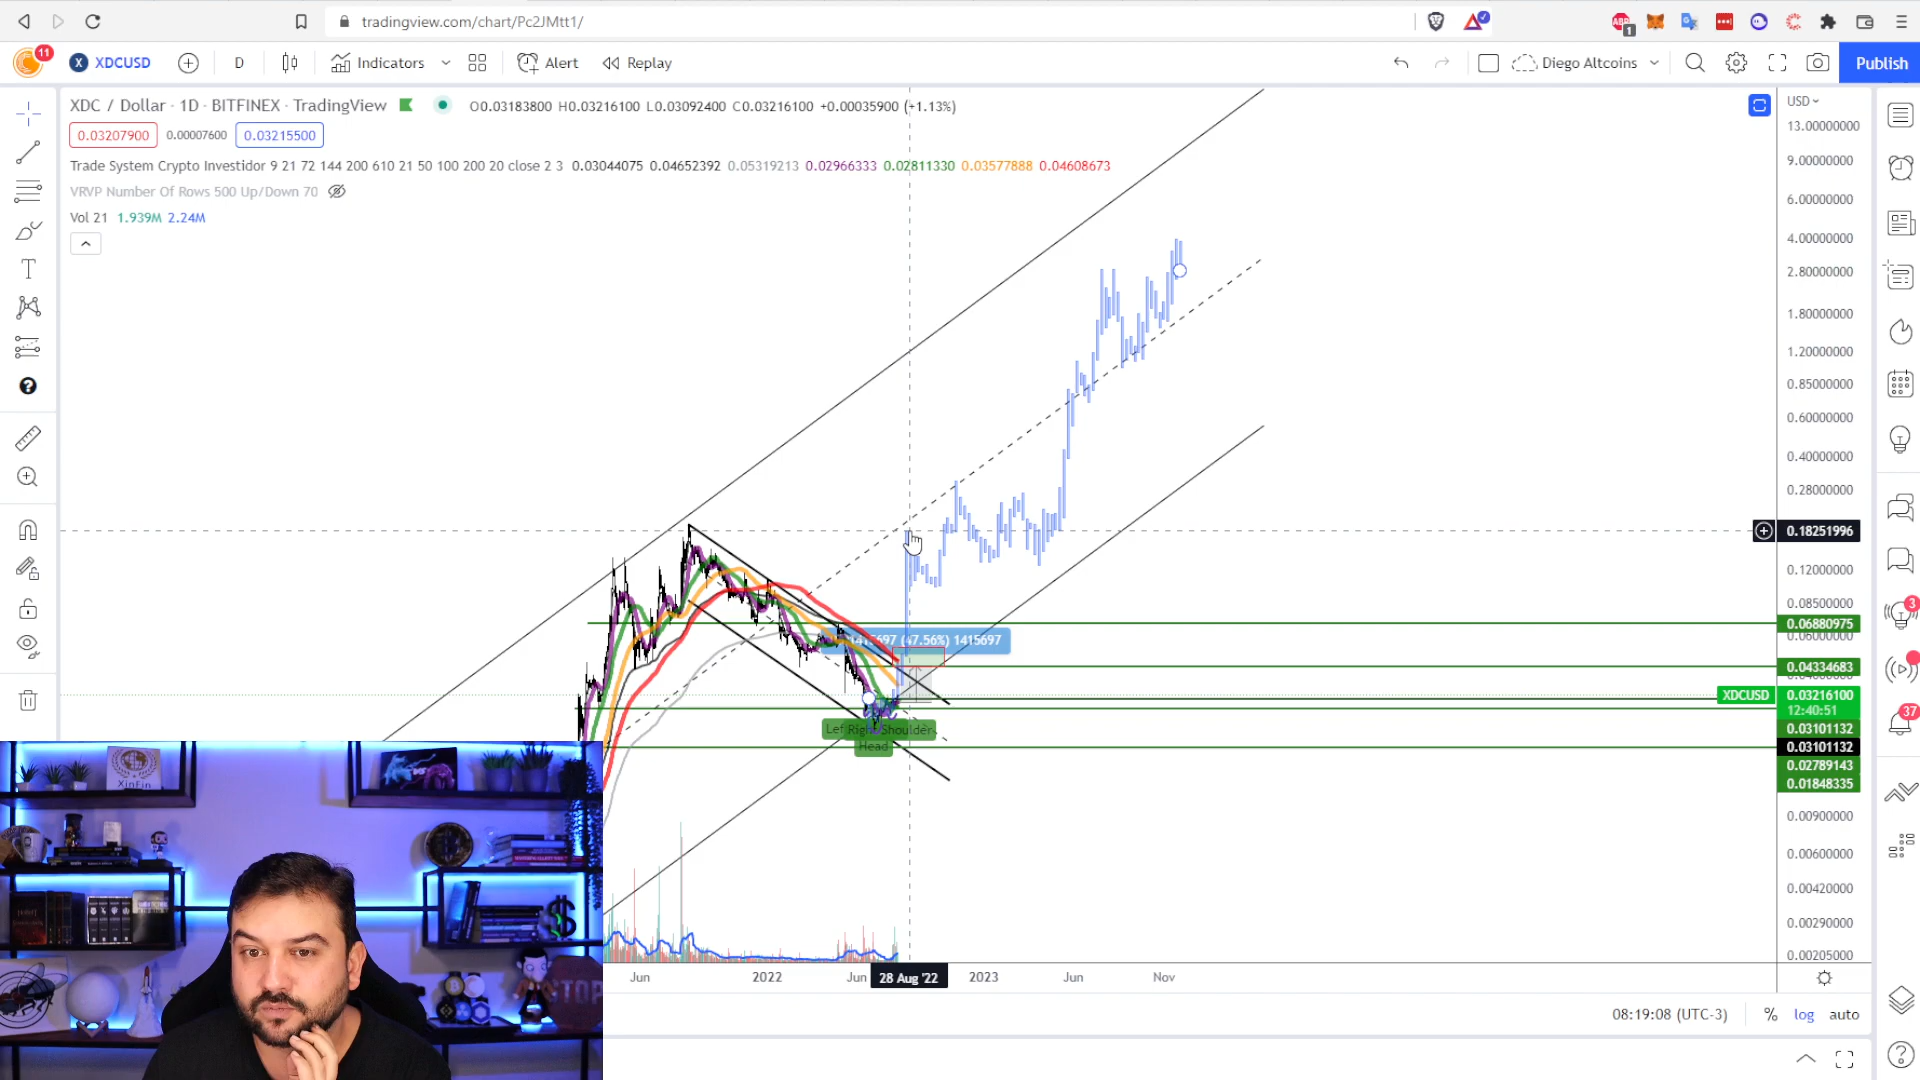 tradingview.com/chart/Pc2JMtt1/
ABP
1
11
X
XDCUSD
D
Indicators
Alert
Replay
Diego Altcoins
Publish
XDC / Dollar · 1D · BITFINEX · TradingView
O0.03183800 H0.03216100 L0.03092400 C0.03216100 +0.00035900 (+1.13%)
USD
0.03207900
0.00007600
0.03215500
Trade System Crypto Investidor 9 21 72 144 200 610 21 50 100 200 20 close 2 3 0.03044075 0.04652392 0.05319213 0.02966333 0.02811330 0.03577888 0.04608673
VRVP Number Of Rows 500 Up/Down 70
Vol 21 1.939M 2.24M
13.00000000
9.00000000
6.00000000
4.00000000
2.80000000
1.80000000
1.20000000
0.85000000
0.60000000
0.40000000
0.28000000
0.18251996
0.12000000
0.08500000
0.06880975
0.06000000
0.04334683
XDCUSD
0.03216100
12:40:51
0.03101132
0.03101132
0.02789143
0.01848335
0.00900000
0.00600000
0.00420000
0.00290000
0.00205000
(47.56%) 1415697
Right Shoulder
Head
XinFin
Jun
2022
Jun
28 Aug '22
2023
Jun
Nov
08:19:08 (UTC-3)
%
log
auto
3
37